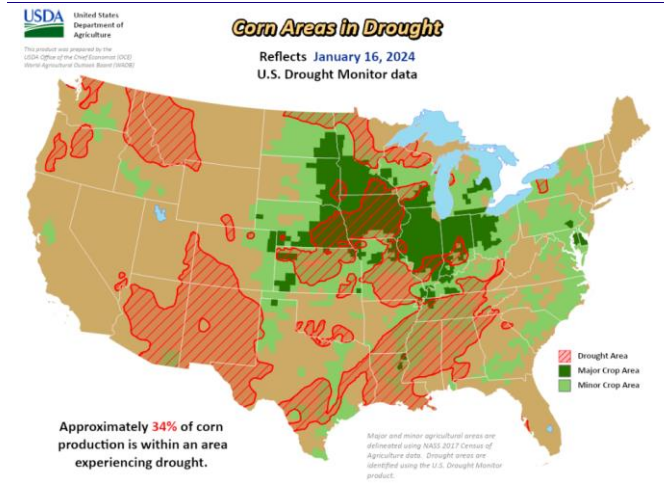 USDA
United States
Department of
Agriculture
This product was prepared by the
USDA Office of the Chief Economist (OCE)
World Agricultural Outlook Board (WAOB)
Corn Areas in Drought
Reflects January 16, 2024
U.S. Drought Monitor data
Drought Area
Major Crop Area
Minor Crop Area
Approximately 34% of corn
production is within an area
experiencing drought.
Major and minor agricultural areas are
delineated using NASS 2017 Census of
Agriculture data. Drought areas are
identified using the U.S. Drought Monitor
product.